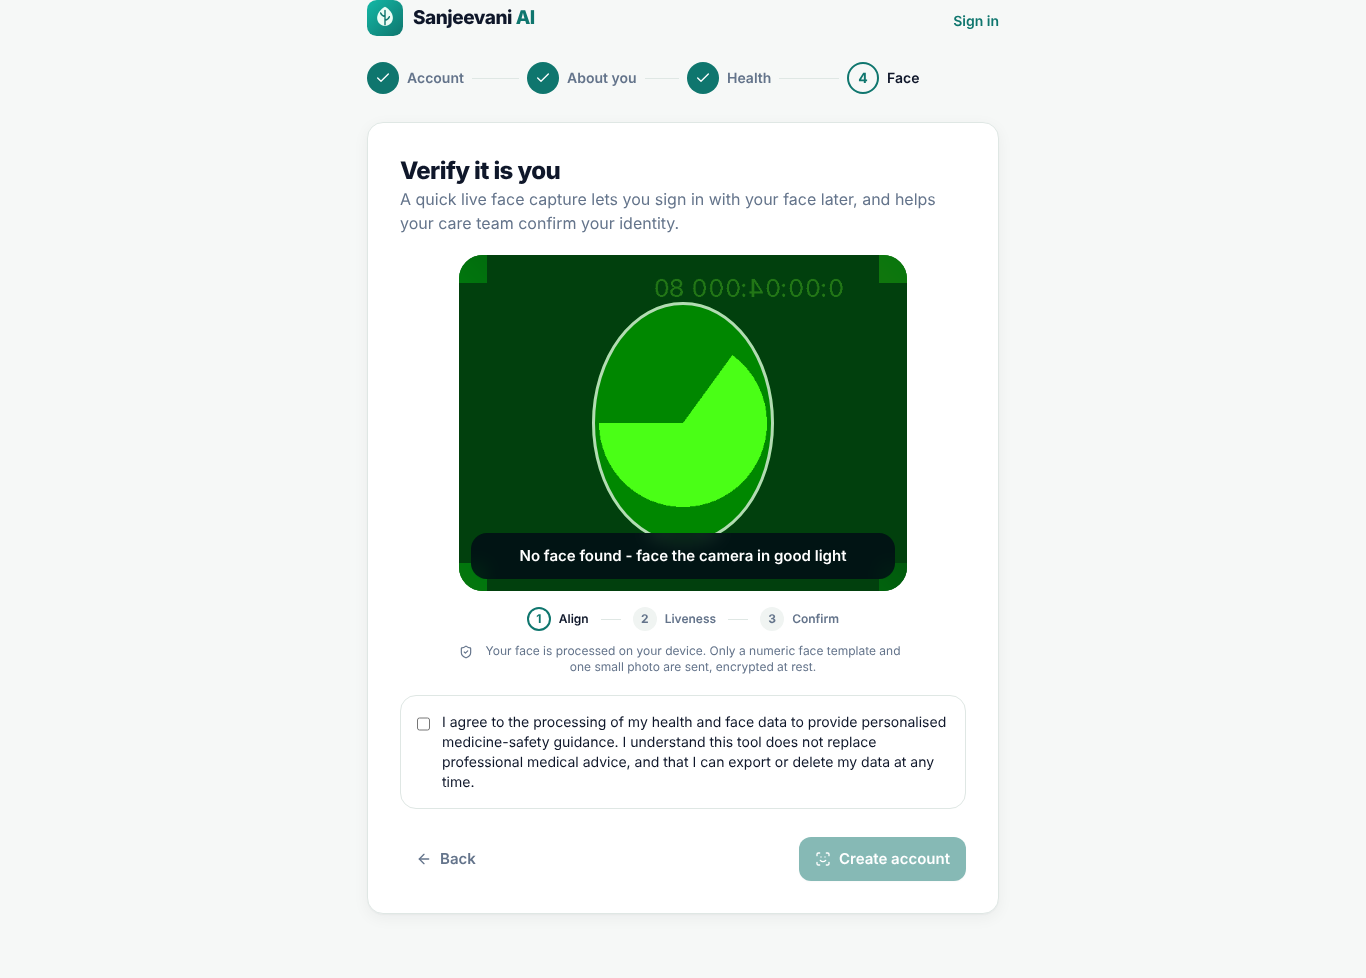 Sanjeevani AI
Sign in
Account
About you
Health
4
Face
Verify it is you
A quick live face capture lets you sign in with your face later, and helps
your care team confirm your identity.
0:00:04:000 80
No face found - face the camera in good light
1 Align
2 Liveness
3 Confirm
Your face is processed on your device. Only a numeric face template and
one small photo are sent, encrypted at rest.
I agree to the processing of my health and face data to provide personalised
medicine-safety guidance. I understand this tool does not replace
professional medical advice, and that I can export or delete my data at any
time.
Back
Create account